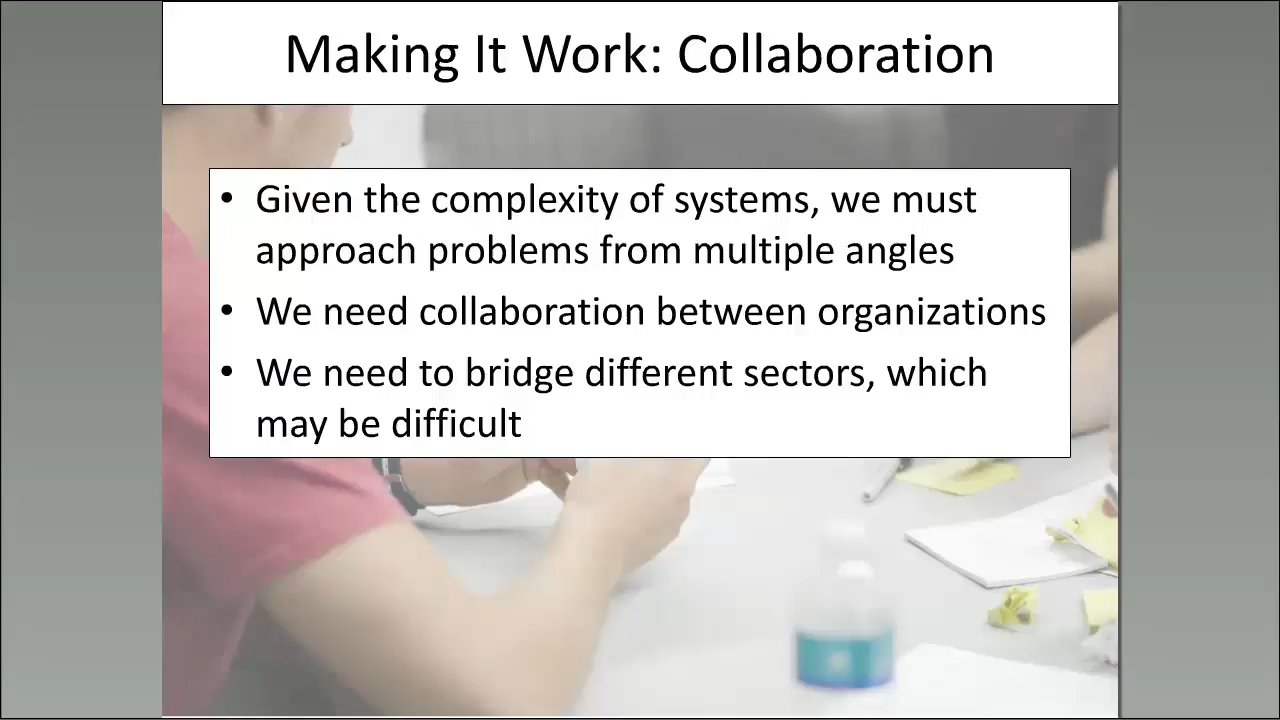 Making It Work: Collaboration
• Given the complexity of systems, we must
approach problems from multiple angles
• We need collaboration between organizations
• We need to bridge different sectors, which
may be difficult